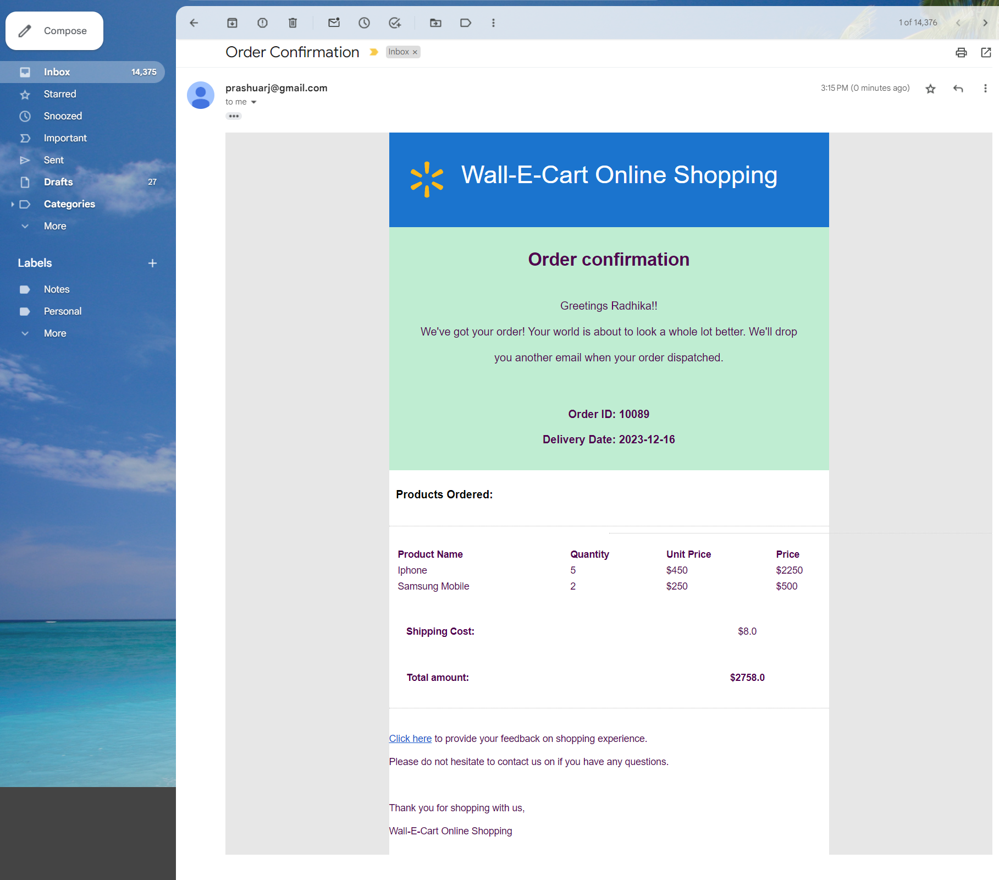 Compose
1 of 14,376
Order Confirmation
Inbox ×
Inbox 14,375
Starred
Snoozed
Important
Sent
Drafts 27
Categories
More
Labels +
Notes
Personal
More
prashuarj@gmail.com
3:15 PM (0 minutes ago)
to me
Wall-E-Cart Online Shopping
Order confirmation
Greetings Radhika!!
We've got your order! Your world is about to look a whole lot better. We'll drop
you another email when your order dispatched.
Order ID: 10089
Delivery Date: 2023-12-16
Products Ordered:
Product Name Quantity Unit Price Price
Iphone 5 $450 $2250
Samsung Mobile 2 $250 $500
Shipping Cost: $8.0
Total amount: $2758.0
Click here to provide your feedback on shopping experience.
Please do not hesitate to contact us on if you have any questions.
Thank you for shopping with us,
Wall-E-Cart Online Shopping